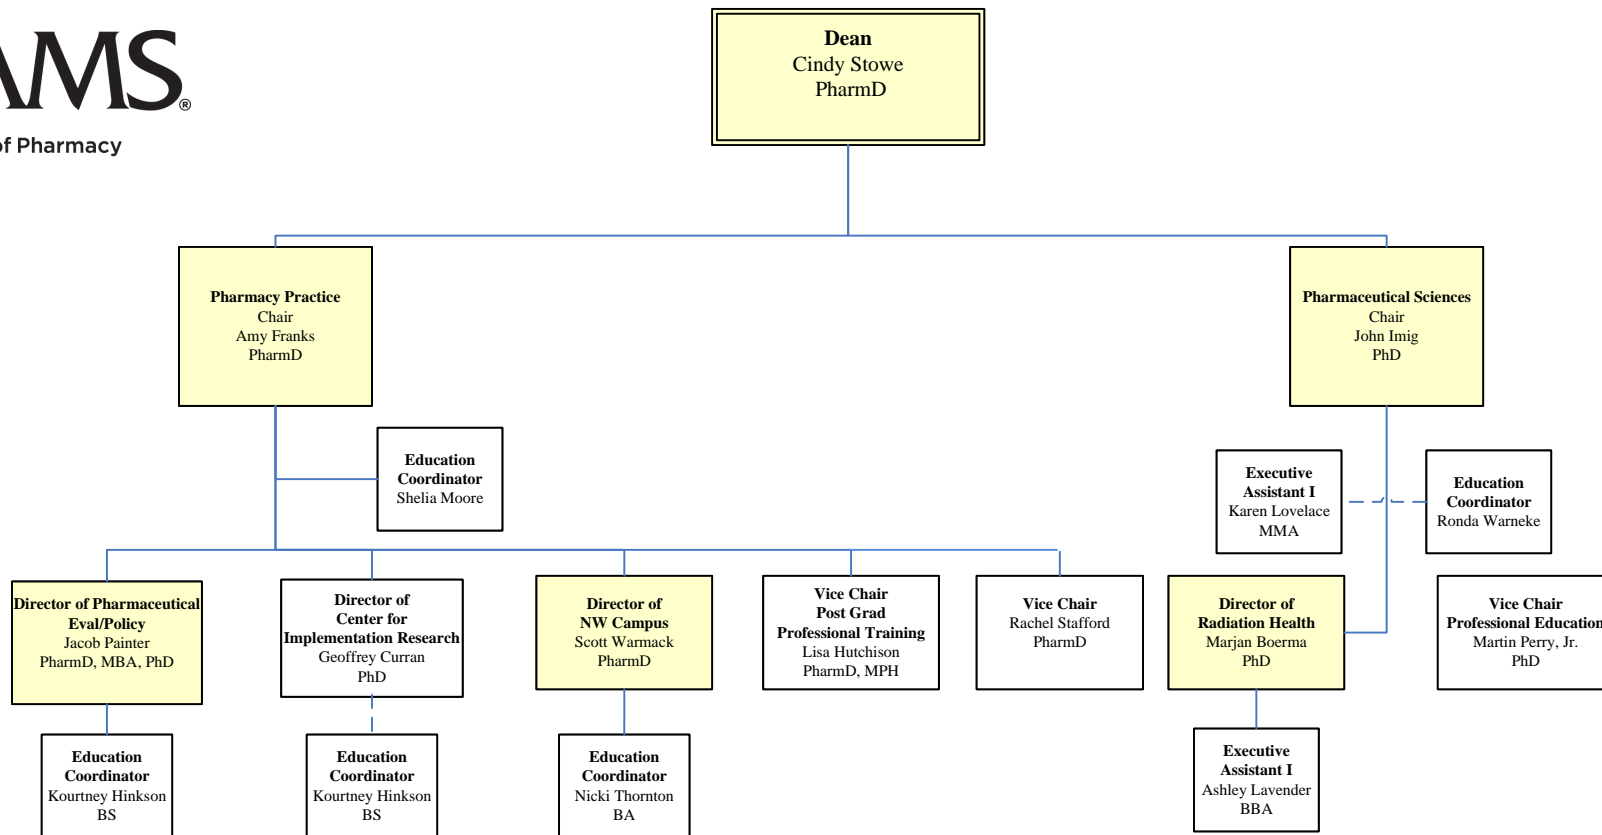 AMS®
of Pharmacy
Dean
Cindy Stowe
PharmD
Pharmacy Practice
Chair
Amy Franks
PharmD
Pharmaceutical Sciences
Chair
John Imig
PhD
Education
Coordinator
Shelia Moore
Executive
Assistant I
Karen Lovelace
MMA
Education
Coordinator
Ronda Warneke
Director of Pharmaceutical
Eval/Policy
Jacob Painter
PharmD, MBA, PhD
Director of
Center for
Implementation Research
Geoffrey Curran
PhD
Director of
NW Campus
Scott Warmack
PharmD
Vice Chair
Post Grad
Professional Training
Lisa Hutchison
PharmD, MPH
Vice Chair
Rachel Stafford
PharmD
Director of
Radiation Health
Marjan Boerma
PhD
Vice Chair
Professional Education
Martin Perry, Jr.
PhD
Education
Coordinator
Kourtney Hinkson
BS
Education
Coordinator
Kourtney Hinkson
BS
Education
Coordinator
Nicki Thornton
BA
Executive
Assistant I
Ashley Lavender
BBA